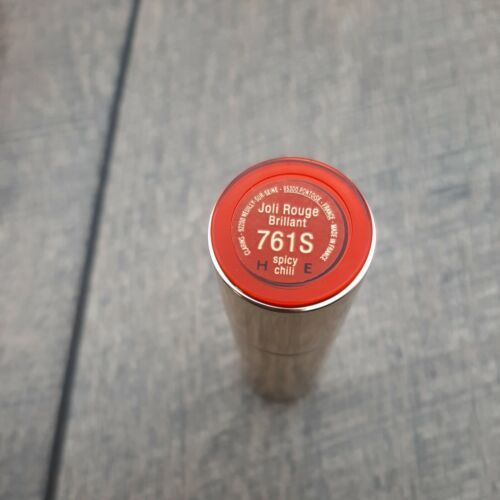 CLARINS - 92200 NEUILLY-SUR-SEINE - 95300 PONTOISE - FRANCE - MADE IN FRANCE
Joli Rouge
Brillant
761S
spicy
chili
H E